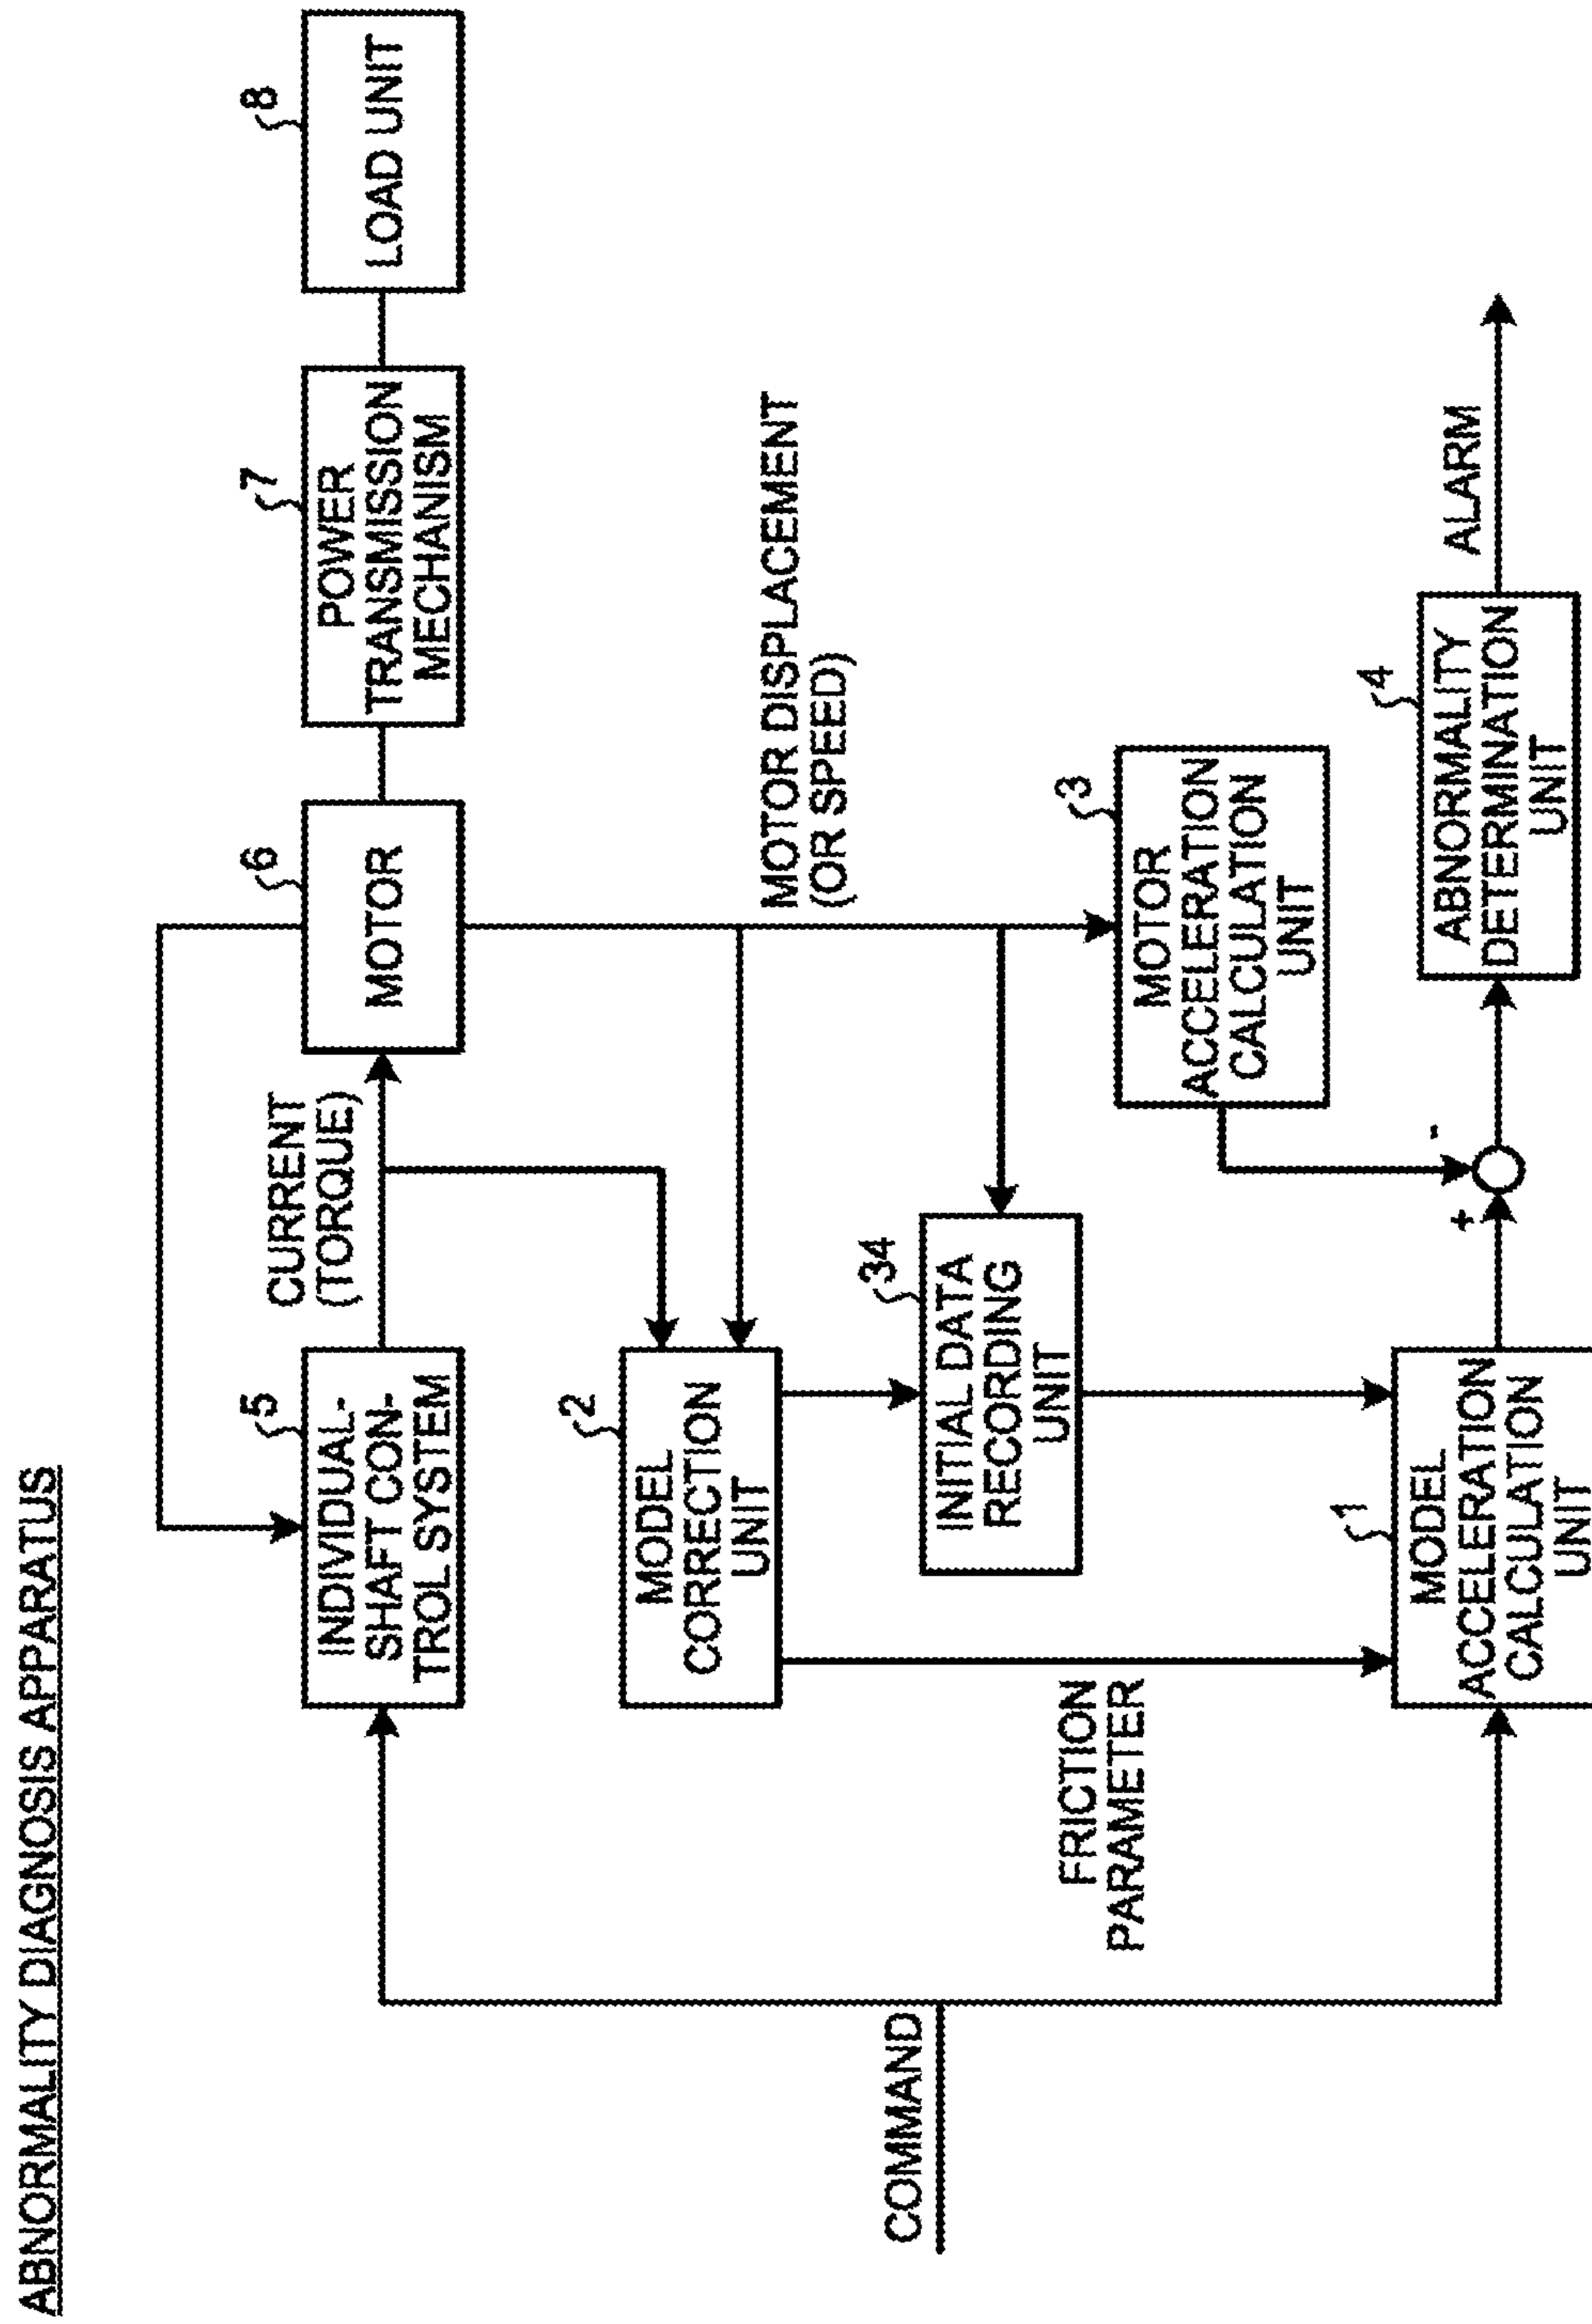 ABNORMALITY DIAGNOSIS APPARATUS
5
INDIVIDUAL-
SHAFT CON-
TROL SYSTEM
CURRENT
(TORQUE)
6
MOTOR
7
POWER
TRANSMISSION
MECHANISM
8
LOAD UNIT
2
MODEL
CORRECTION
UNIT
MOTOR DISPLACEMENT
(OR SPEED)
COMMAND
34
INITIAL DATA
RECORDING
UNIT
FRICTION
PARAMETER
3
MOTOR
ACCELERATION
CALCULATION
UNIT
1
MODEL
ACCELERATION
CALCULATION
UNIT
+
-
4
ABNORMALITY
DETERMINATION
UNIT
ALARM